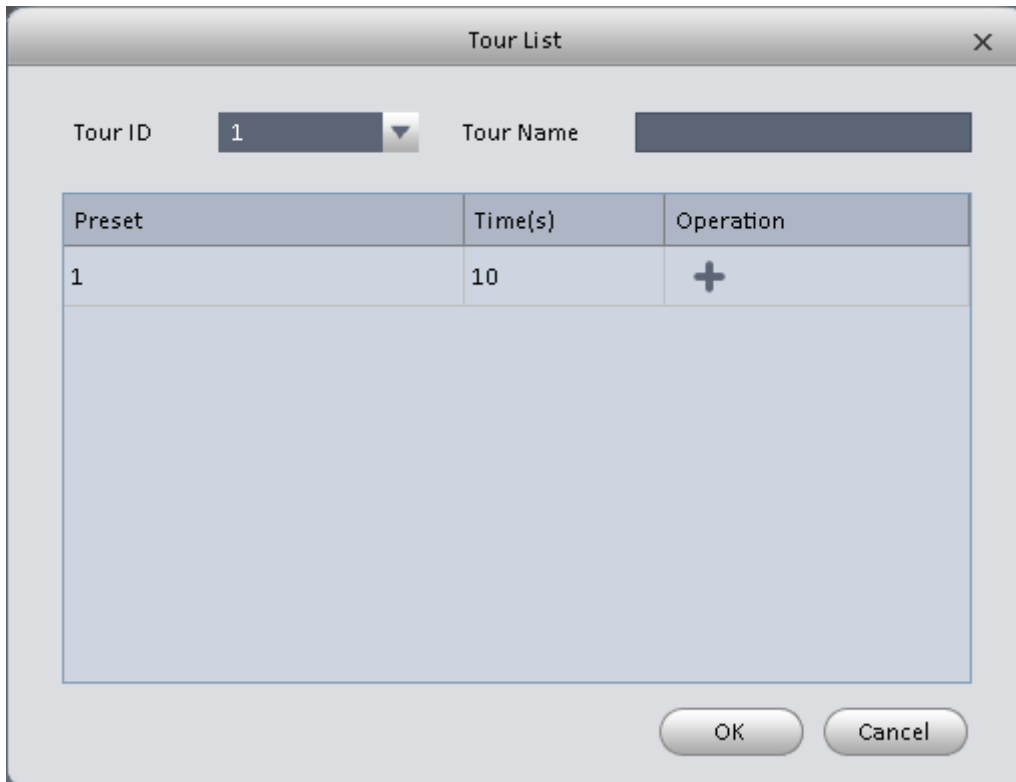 Tour List
Tour ID 1 Tour Name
Preset Time(s) Operation
1 10
OK Cancel